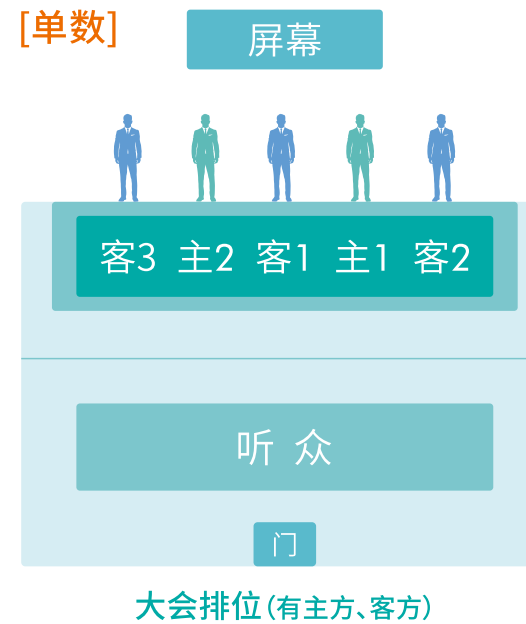 [单数]
屏幕
客3 主2 客1 主1 客2
听 众
门
大会排位(有主方、客方)